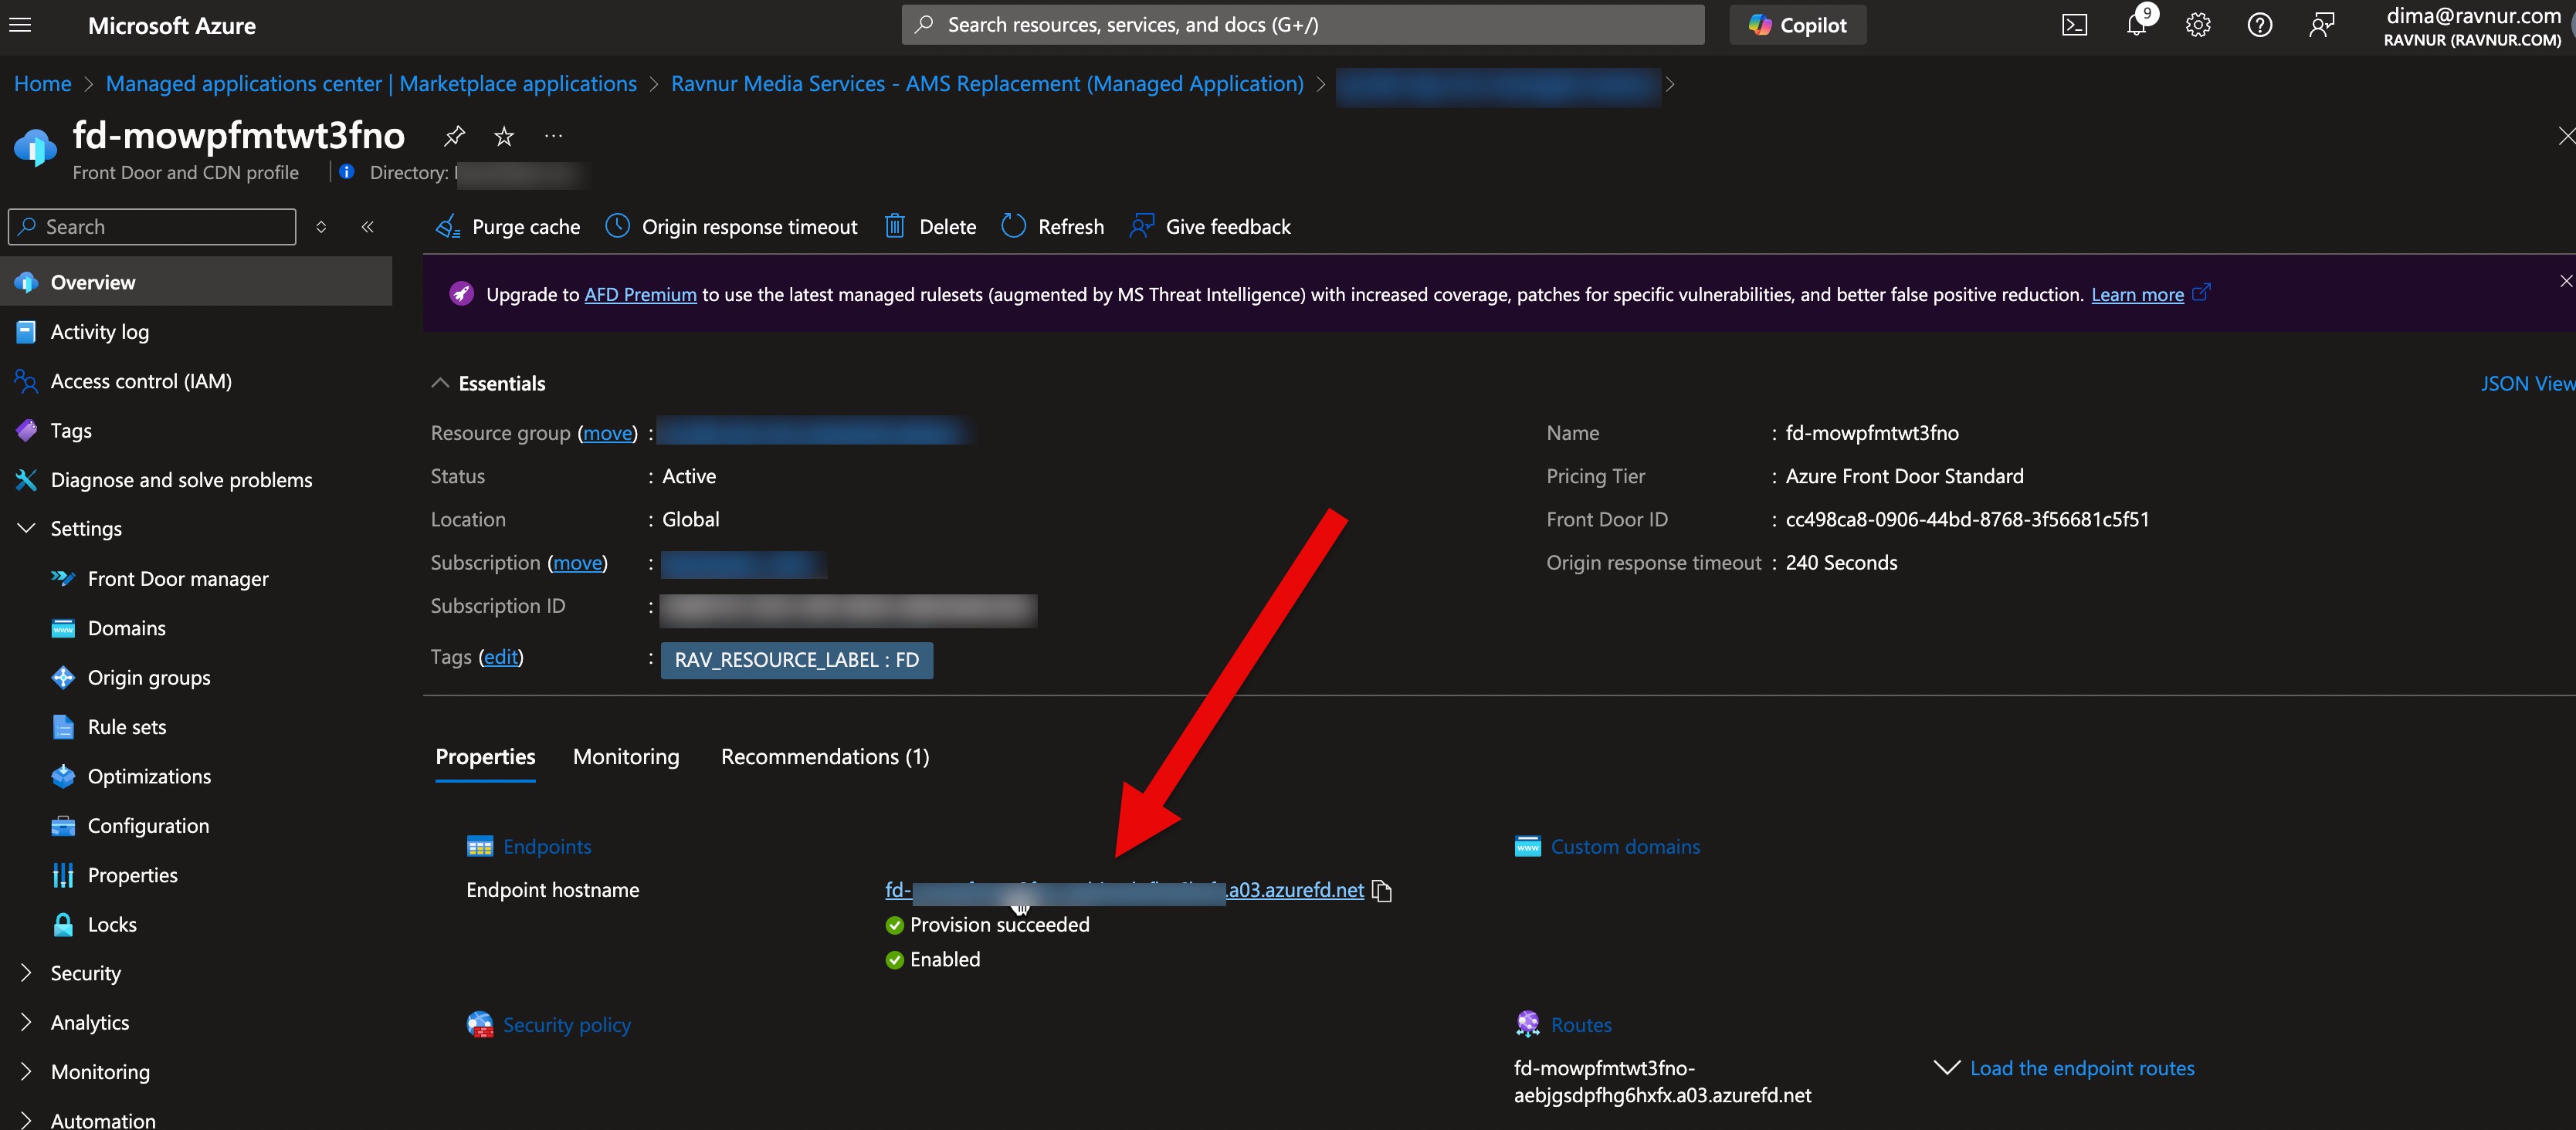 Microsoft Azure
Search resources, services, and docs (G+/)
Copilot
9
dima@ravnur.com
RAVNUR (RAVNUR.COM)
Home > Managed applications center | Marketplace applications > Ravnur Media Services - AMS Replacement (Managed Application) > >
fd-mowpfmtwt3fno
Front Door and CDN profile
Directory:
Search
Purge cache
Origin response timeout
Delete
Refresh
Give feedback
Overview
Activity log
Access control (IAM)
Tags
Diagnose and solve problems
Settings
Front Door manager
Domains
Origin groups
Rule sets
Optimizations
Configuration
Properties
Locks
Security
Analytics
Monitoring
Automation
Upgrade to AFD Premium to use the latest managed rulesets (augmented by MS Threat Intelligence) with increased coverage, patches for specific vulnerabilities, and better false positive reduction. Learn more
Essentials
JSON View
Resource group (move) :
Status : Active
Location : Global
Subscription (move) :
Subscription ID :
Tags (edit) : RAV_RESOURCE_LABEL : FD
Name : fd-mowpfmtwt3fno
Pricing Tier : Azure Front Door Standard
Front Door ID : cc498ca8-0906-44bd-8768-3f56681c5f51
Origin response timeout : 240 Seconds
Properties
Monitoring
Recommendations (1)
Endpoints
Endpoint hostname
fd- .a03.azurefd.net
Provision succeeded
Enabled
Custom domains
Security policy
Routes
fd-mowpfmtwt3fno-
aebjgsdpfhg6hxfx.a03.azurefd.net
Load the endpoint routes